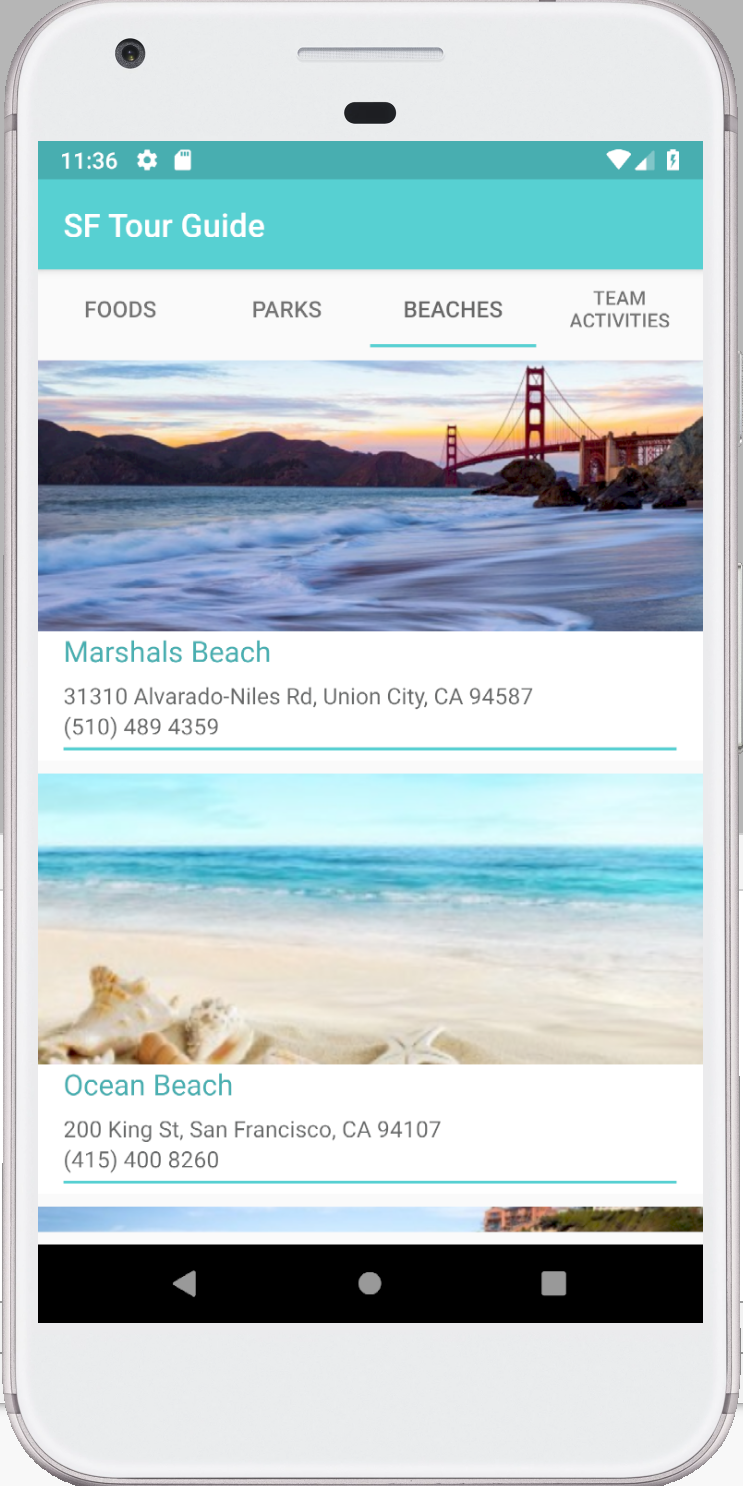 11:36
SF Tour Guide
FOODS
PARKS
BEACHES
TEAM
ACTIVITIES
Marshals Beach
31310 Alvarado-Niles Rd, Union City, CA 94587
(510) 489 4359
Ocean Beach
200 King St, San Francisco, CA 94107
(415) 400 8260